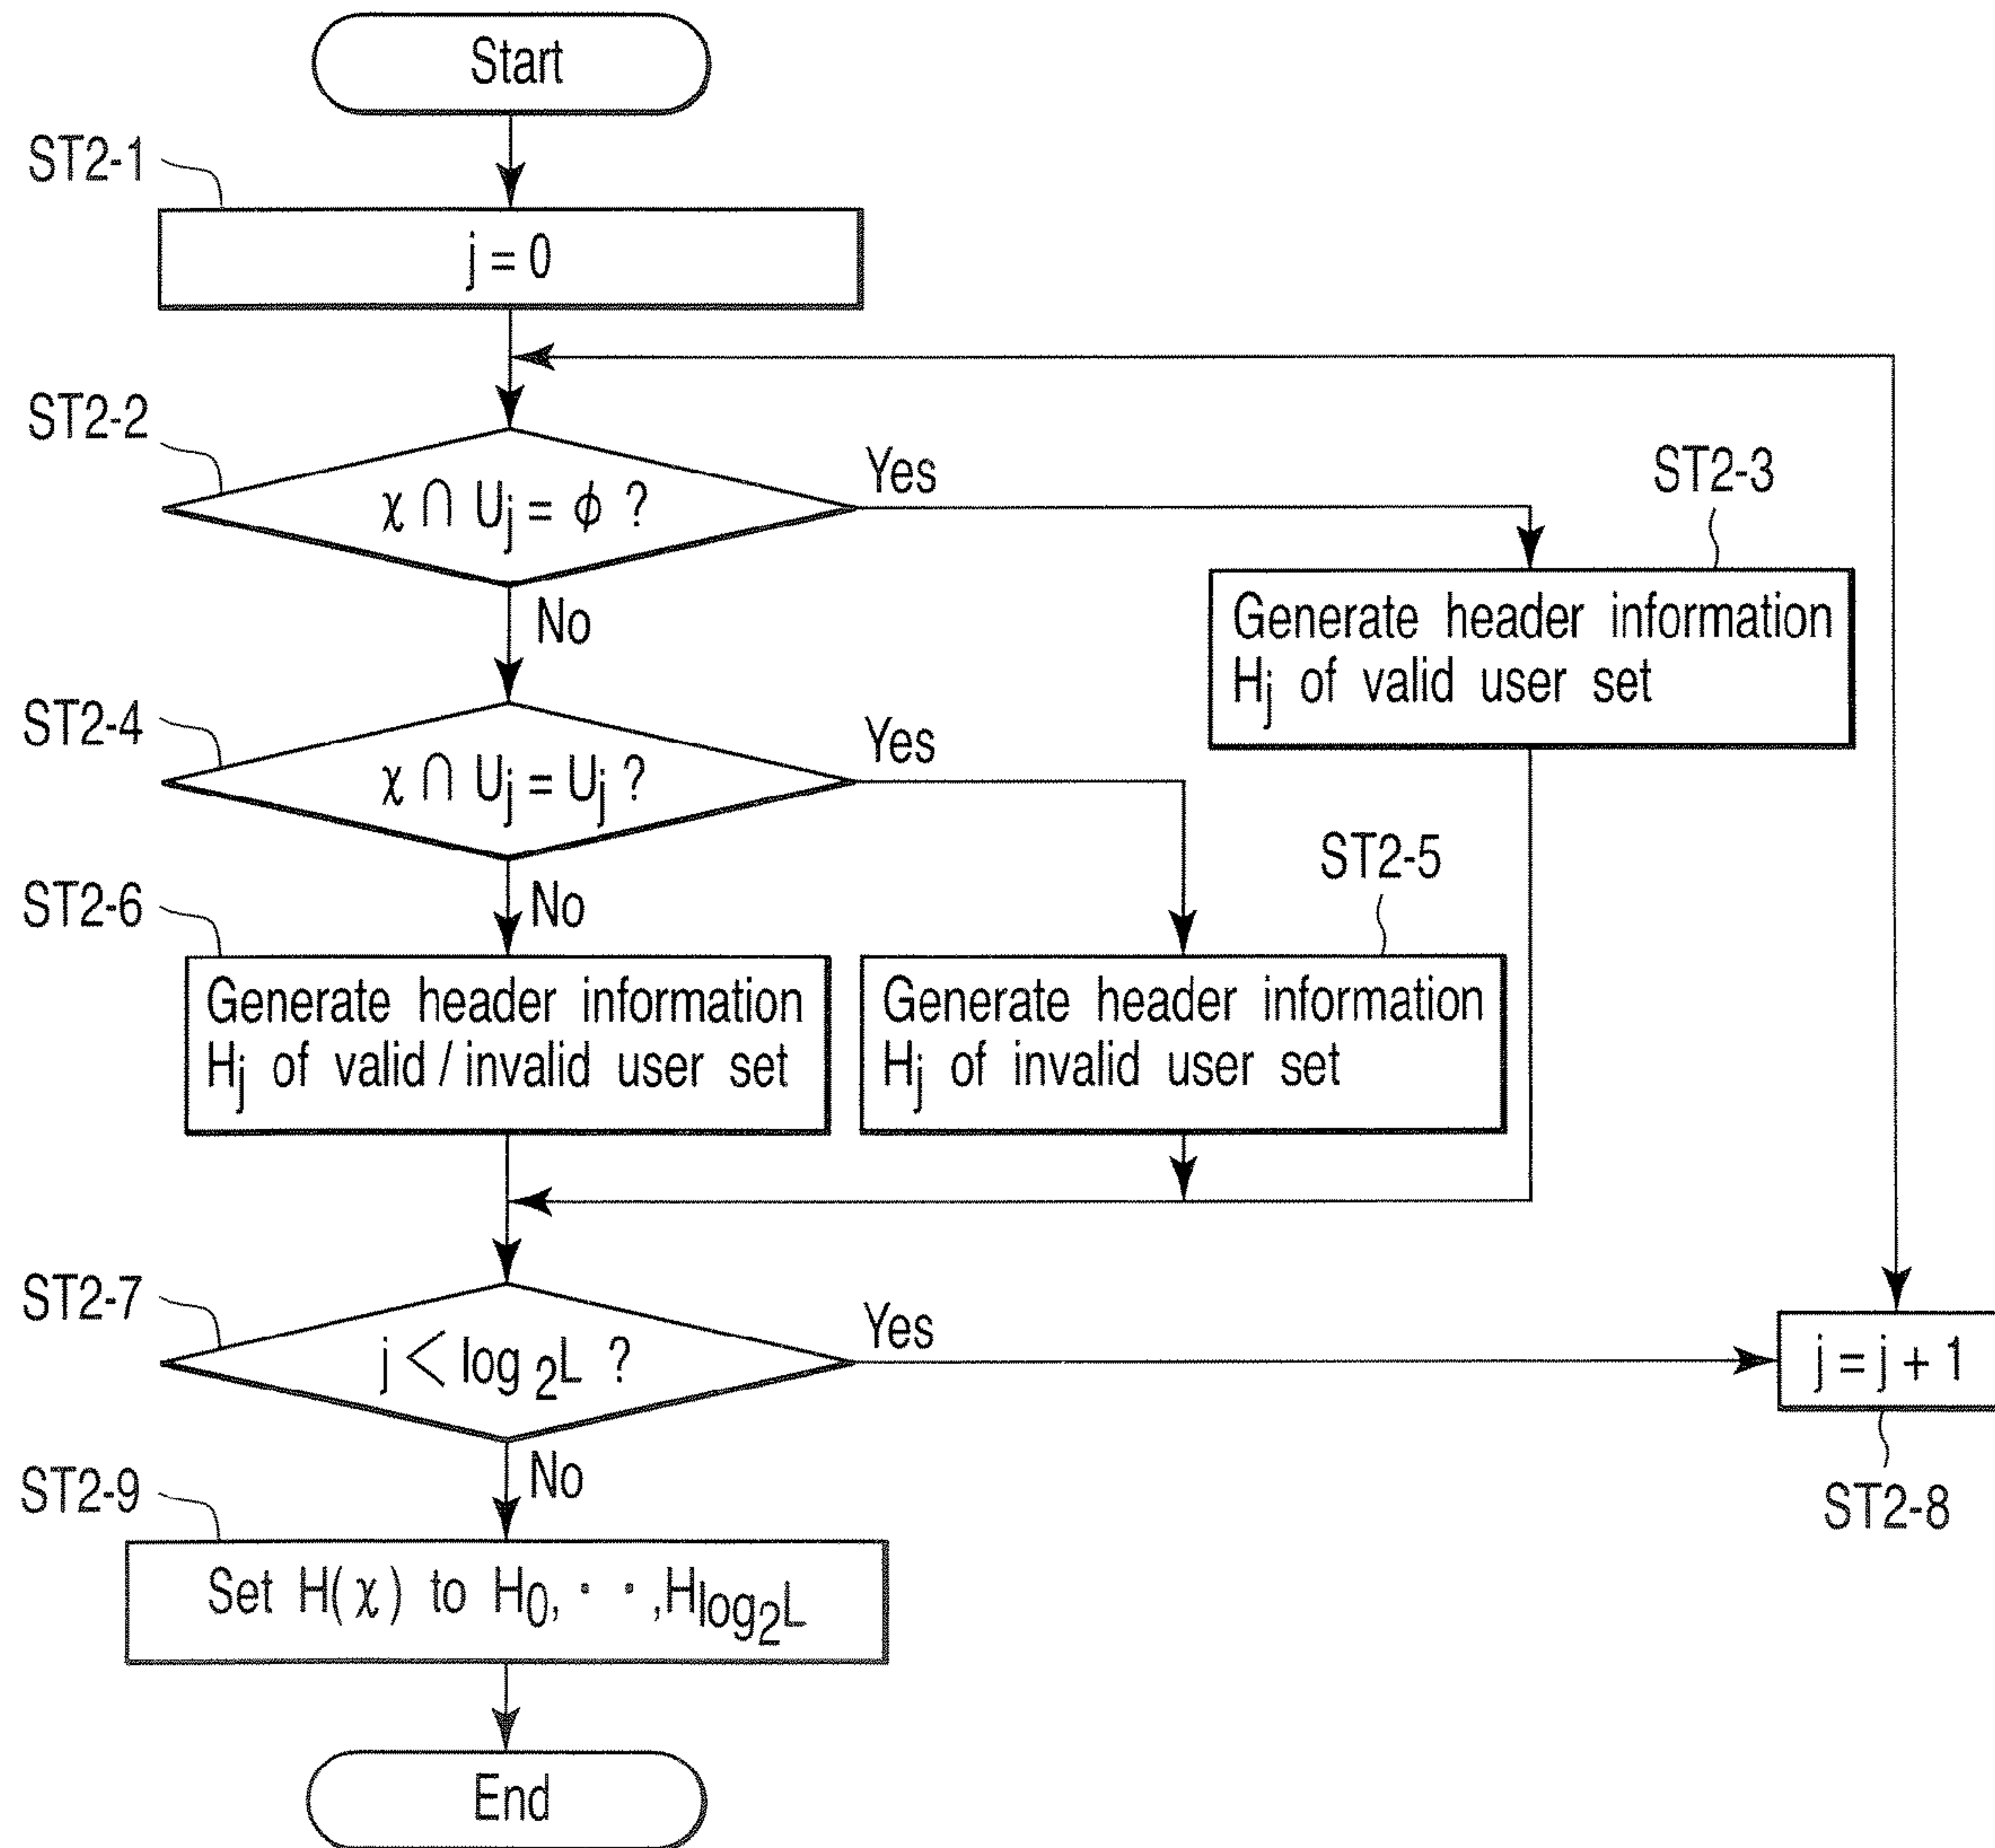 Start
ST2-1
j = 0
ST2-2
χ ∩ Uj = ϕ ?
Yes
ST2-3
No
Generate header information
Hj of valid user set
ST2-4
χ ∩ Uj = Uj ?
Yes
ST2-5
ST2-6
No
Generate header information
Hj of valid / invalid user set
Generate header information
Hj of invalid user set
ST2-7
j < log 2L ?
Yes
j = j + 1
ST2-8
No
ST2-9
Set H( χ ) to H0, · · ,Hlog2L
End